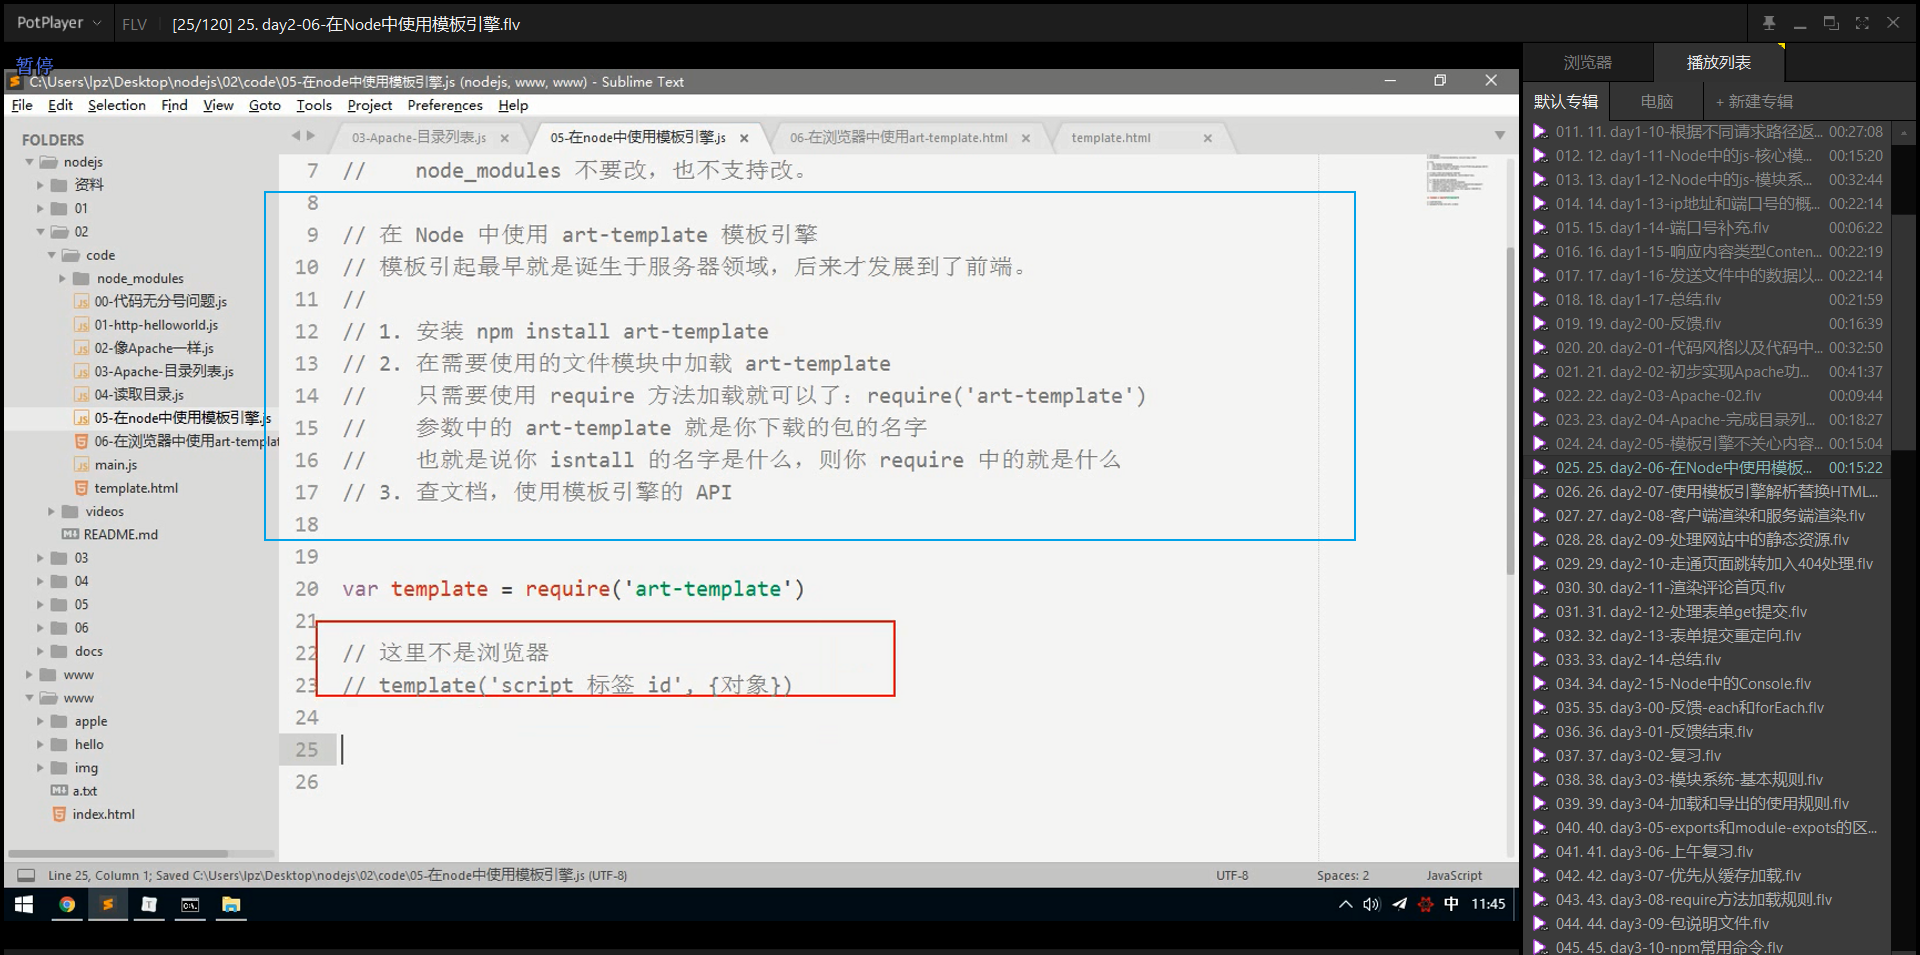 PotPlayer
FLV
[25/120] 25. day2-06-在Node中使用模板引擎.flv
暂停
C:\Users\lpz\Desktop\nodejs\02\code\05-在node中使用模板引擎.js (nodejs, www, www) - Sublime Text
File Edit Selection Find View Goto Tools Project Preferences Help
FOLDERS
nodejs
资料
01
02
code
node_modules
00-代码无分号问题.js
01-http-helloworld.js
02-像Apache一样.js
03-Apache-目录列表.js
04-读取目录.js
05-在node中使用模板引擎.js
06-在浏览器中使用art-templat
main.js
template.html
videos
README.md
03
04
05
06
docs
www
www
apple
hello
img
a.txt
index.html
03-Apache-目录列表.js
05-在node中使用模板引擎.js
06-在浏览器中使用art-template.html
template.html
7 //    node_modules 不要改，也不支持改。
8
9 // 在 Node 中使用 art-template 模板引擎
10 // 模板引起最早就是诞生于服务器领域，后来才发展到了前端。
11 //
12 // 1. 安装 npm install art-template
13 // 2. 在需要使用的文件模块中加载 art-template
14 //    只需要使用 require 方法加载就可以了：require('art-template')
15 //    参数中的 art-template 就是你下载的包的名字
16 //    也就是说你 isntall 的名字是什么，则你 require 中的就是什么
17 // 3. 查文档，使用模板引擎的 API
18
19
20 var template = require('art-template')
21
22 // 这里不是浏览器
23 // template('script 标签 id', {对象})
24
25
26
Line 25, Column 1; Saved C:\Users\lpz\Desktop\nodejs\02\code\05-在node中使用模板引擎.js (UTF-8)
UTF-8
Spaces: 2
JavaScript
中
11:45
浏览器
播放列表
默认专辑
电脑
+ 新建专辑
011. 11. day1-10-根据不同请求路径返... 00:27:08
012. 12. day1-11-Node中的js-核心模... 00:15:20
013. 13. day1-12-Node中的js-模块系... 00:32:44
014. 14. day1-13-ip地址和端口号的概... 00:22:14
015. 15. day1-14-端口号补充.flv 00:06:22
016. 16. day1-15-响应内容类型Conten... 00:22:19
017. 17. day1-16-发送文件中的数据以... 00:22:14
018. 18. day1-17-总结.flv 00:21:59
019. 19. day2-00-反馈.flv 00:16:39
020. 20. day2-01-代码风格以及代码中... 00:32:50
021. 21. day2-02-初步实现Apache功... 00:41:37
022. 22. day2-03-Apache-02.flv 00:09:44
023. 23. day2-04-Apache-完成目录列... 00:18:27
024. 24. day2-05-模板引擎不关心内容... 00:15:04
025. 25. day2-06-在Node中使用模板... 00:15:22
026. 26. day2-07-使用模板引擎解析替换HTML...
027. 27. day2-08-客户端渲染和服务端渲染.flv
028. 28. day2-09-处理网站中的静态资源.flv
029. 29. day2-10-走通页面跳转加入404处理.flv
030. 30. day2-11-渲染评论首页.flv
031. 31. day2-12-处理表单get提交.flv
032. 32. day2-13-表单提交重定向.flv
033. 33. day2-14-总结.flv
034. 34. day2-15-Node中的Console.flv
035. 35. day3-00-反馈-each和forEach.flv
036. 36. day3-01-反馈结束.flv
037. 37. day3-02-复习.flv
038. 38. day3-03-模块系统-基本规则.flv
039. 39. day3-04-加载和导出的使用规则.flv
040. 40. day3-05-exports和module-expots的区...
041. 41. day3-06-上午复习.flv
042. 42. day3-07-优先从缓存加载.flv
043. 43. day3-08-require方法加载规则.flv
044. 44. day3-09-包说明文件.flv
045. 45. day3-10-npm常用命令.flv